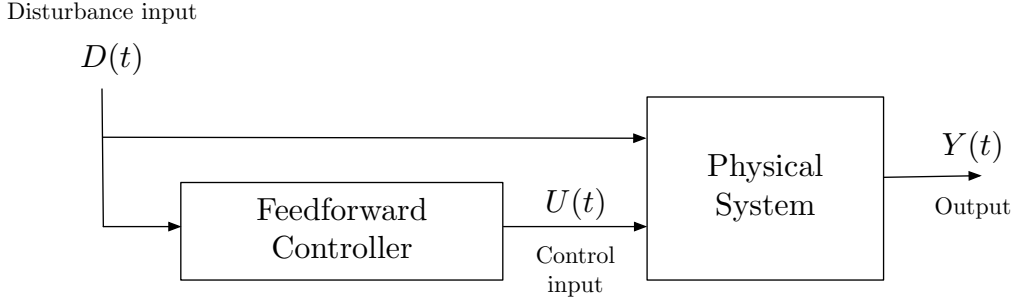 Disturbance input
D(t)
Feedforward
Controller
U(t)
Control
input
Physical
System
Y(t)
Output